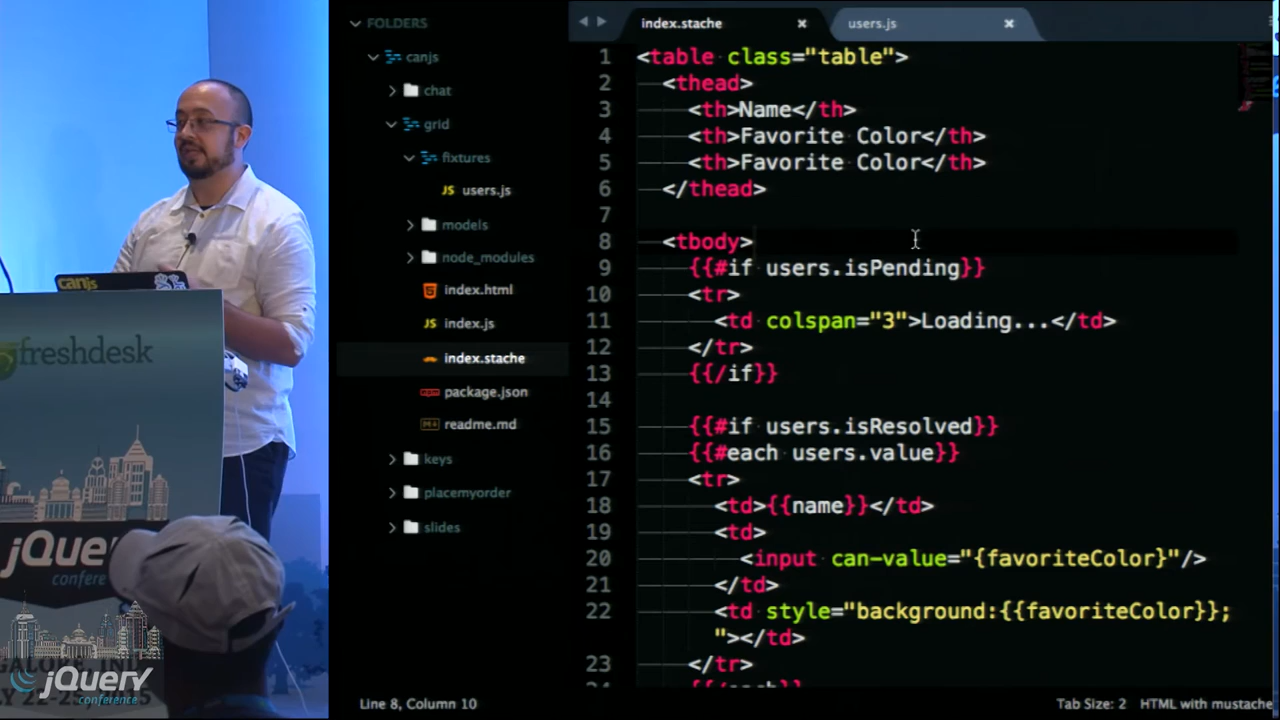 FOLDERS
canjs
chat
grid
fixtures
users.js
models
node_modules
index.html
index.js
index.stache
package.json
readme.md
keys
placemyorder
slides
index.stache
users.js
1 <table class="table">
2 <thead>
3 <th>Name</th>
4 <th>Favorite Color</th>
5 <th>Favorite Color</th>
6 </thead>
7
8 <tbody>
9 {{#if users.isPending}}
10 <tr>
11 <td colspan="3">Loading...</td>
12 </tr>
13 {{/if}}
14
15 {{#if users.isResolved}}
16 {{#each users.value}}
17 <tr>
18 <td>{{name}}</td>
19 <td>
20 <input can-value="{favoriteColor}"/>
21 </td>
22 <td style="background:{{favoriteColor}};
"></td>
23 </tr>
Line 8, Column 10
Tab Size: 2
HTML with mustache
canjs
freshdesk
jQuery
conference
jQuery
conference